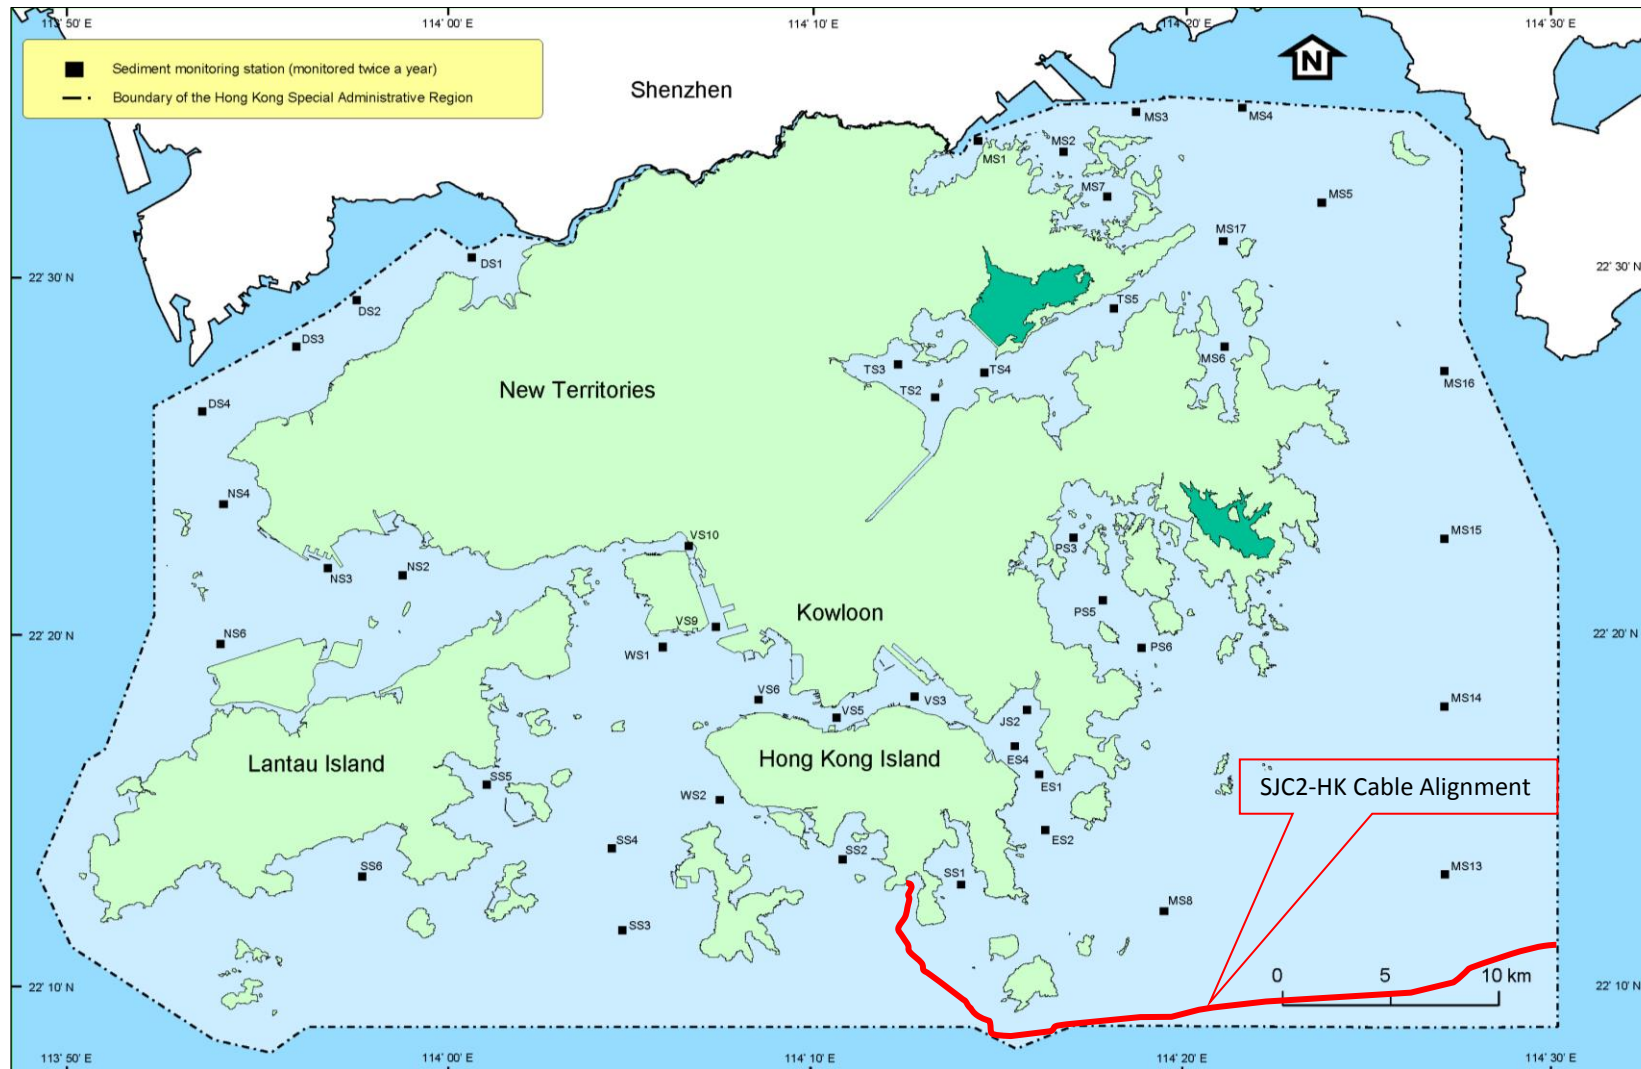 113° 50' E
114° 00' E
114° 10' E
114° 20' E
114° 30' E
Sediment monitoring station (monitored twice a year)
Boundary of the Hong Kong Special Administrative Region
N
Shenzhen
MS3
MS4
MS1
MS2
MS7
MS5
MS17
DS1
22° 30' N
22° 30' N
DS2
TS5
DS3
MS6
TS3
TS4
MS16
New Territories
TS2
DS4
NS4
MS15
VS10
PS3
NS3
NS2
PS5
Kowloon
VS9
22° 20' N
22° 20' N
NS6
WS1
PS6
VS6
VS3
MS14
VS5
JS2
Lantau Island
Hong Kong Island
ES4
SS5
ES1
SJC2-HK Cable Alignment
WS2
ES2
SS4
SS2
SS6
SS1
MS13
MS8
SS3
0
5
10 km
22° 10' N
22° 10' N
113° 50' E
114° 00' E
114° 10' E
114° 20' E
114° 30' E